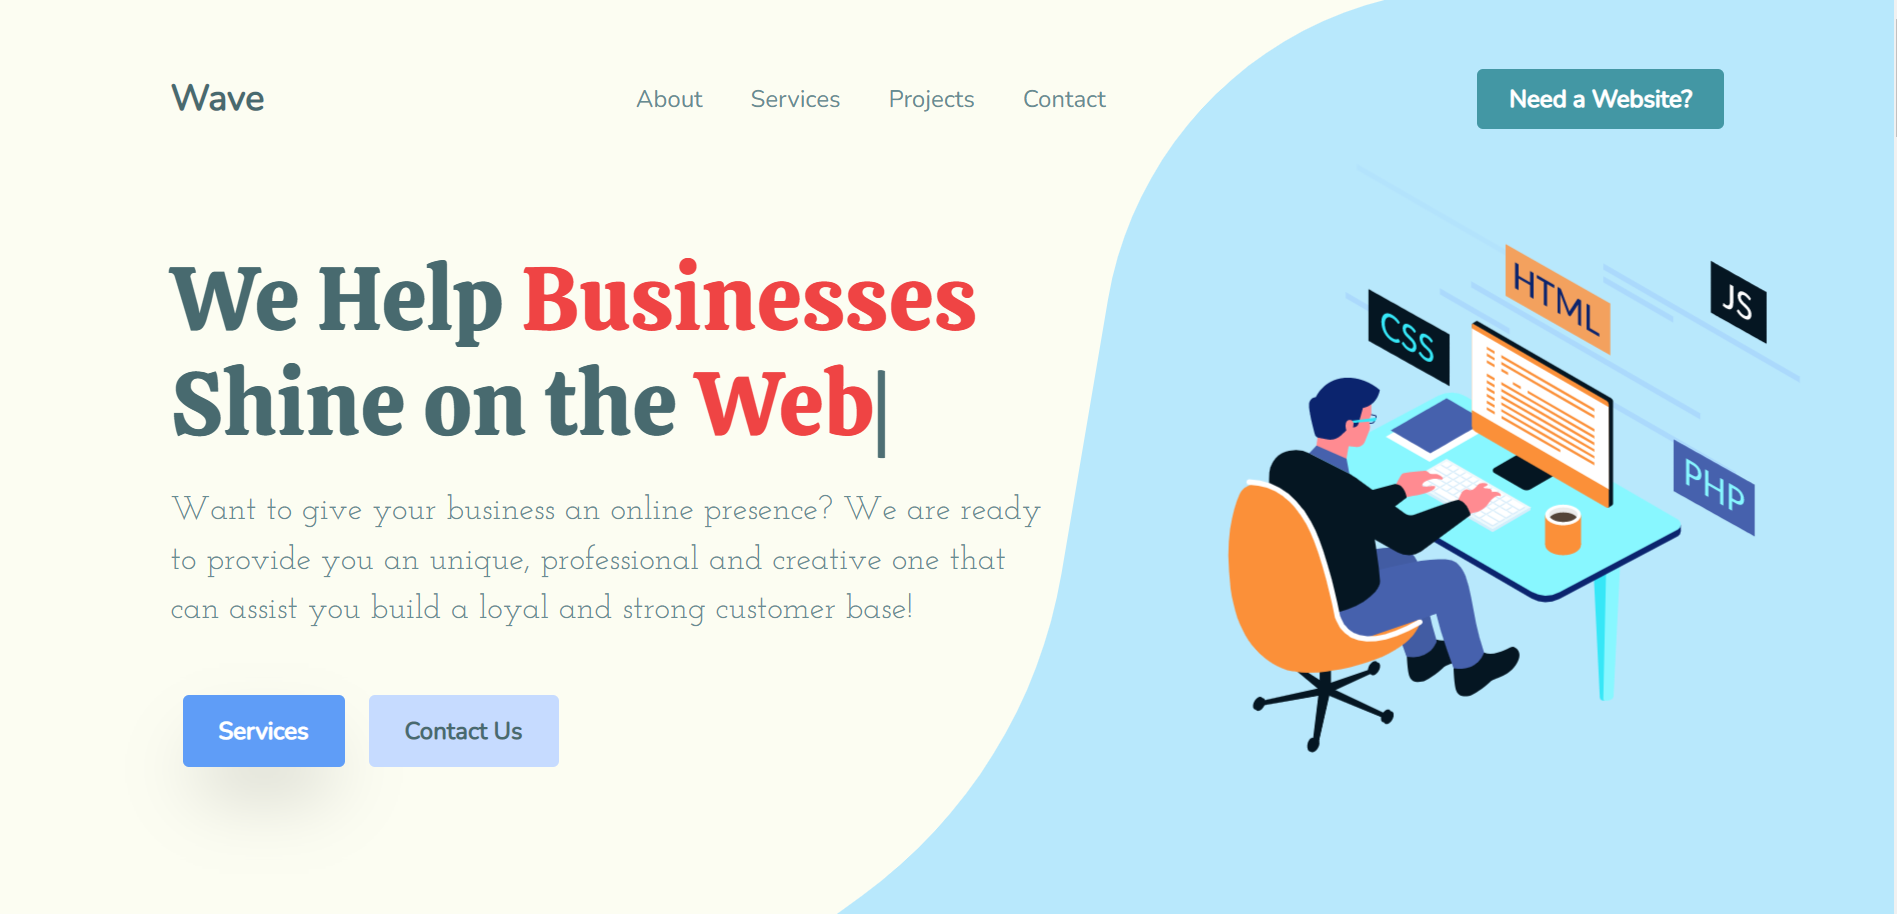 Wave
About Services Projects Contact
Need a Website?
We Help Businesses
Shine on the Web|
Want to give your business an online presence? We are ready
to provide you an unique, professional and creative one that
can assist you build a loyal and strong customer base!
Services Contact Us
HTML
JS
CSS
PHP